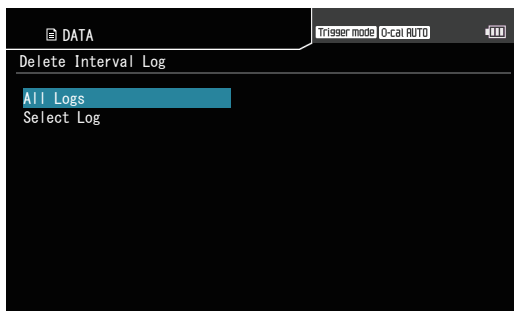 DATA
Trigger mode 0-cal AUTO
Delete Interval Log
All Logs
Select Log